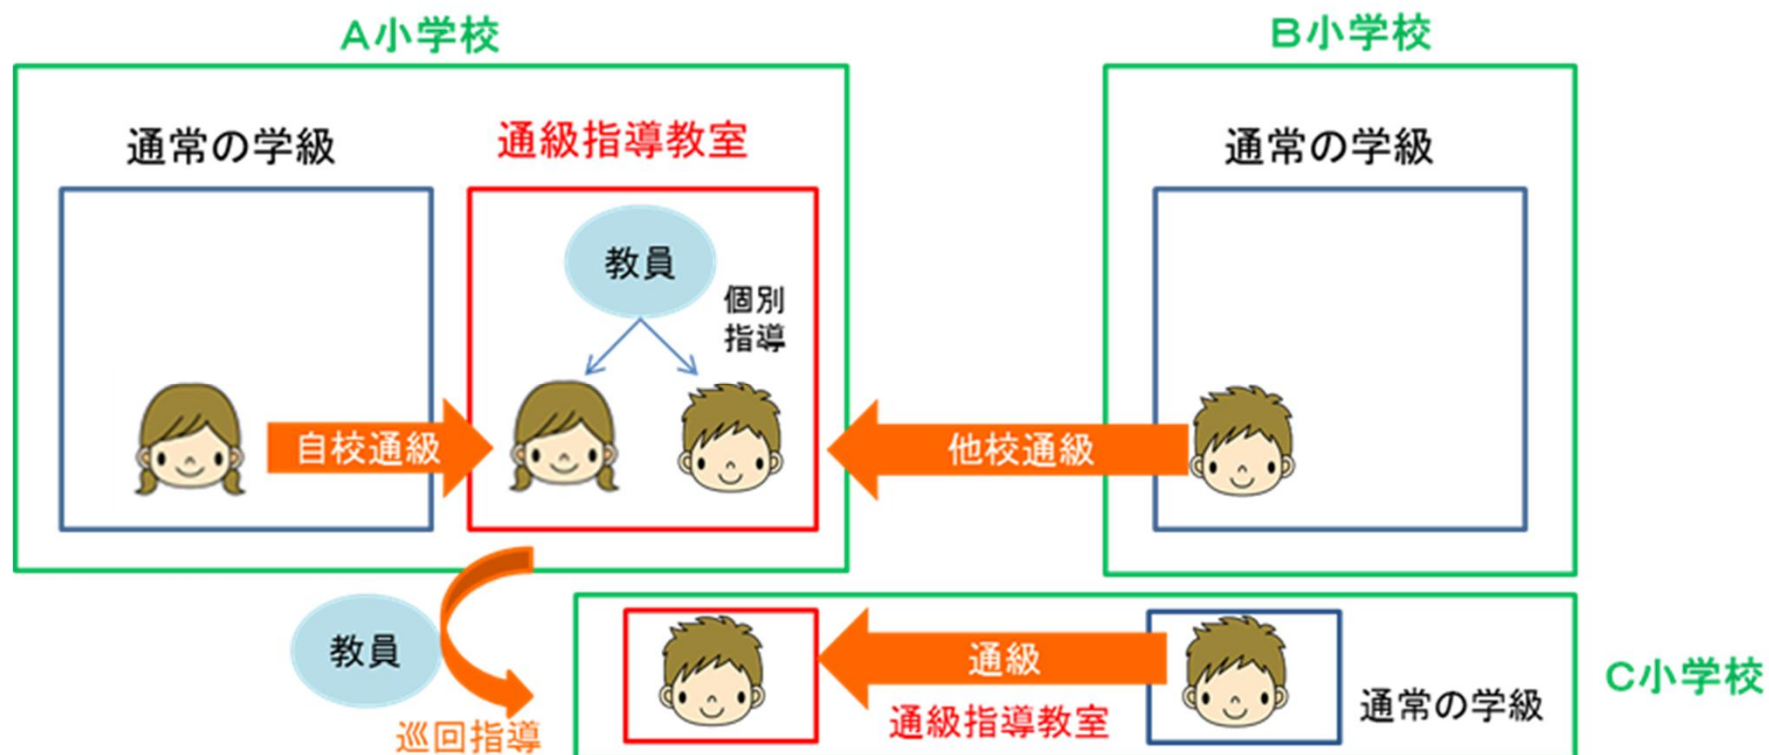 A小学校
B小学校
通常の学級
通級指導教室
通常の学級
教員
個別
指導
自校通級
他校通級
教員
巡回指導
通級
通級指導教室
通常の学級
C小学校